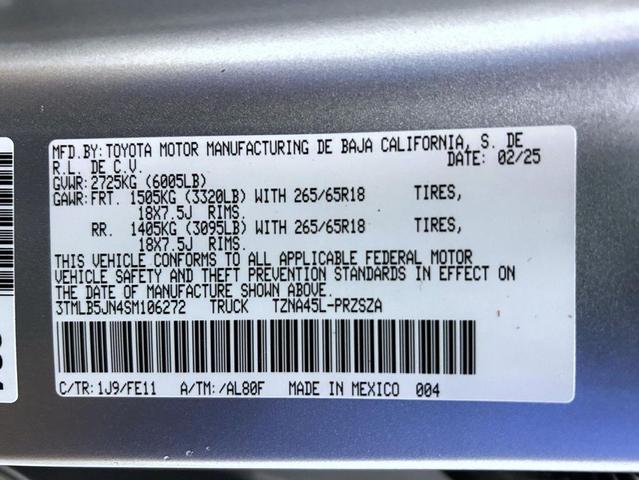 MFD.BY: TOYOTA MOTOR MANUFACTURING DE BAJA CALIFORNIA, S. DE
R.L. DE C.V. DATE: 02/25
GVWR: 2725KG (6005LB)
GAWR: FRT. 1505KG (3320LB) WITH 265/65R18 TIRES,
18X7.5J RIMS.
RR. 1405KG (3095LB) WITH 265/65R18 TIRES,
18X7.5J RIMS.
THIS VEHICLE CONFORMS TO ALL APPLICABLE FEDERAL MOTOR
VEHICLE SAFETY AND THEFT PREVENTION STANDARDS IN EFFECT ON
THE DATE OF MANUFACTURE SHOWN ABOVE.
3TMLB5JN4SM106272 TRUCK TZNA45L-PRZSZA
C/TR: 1J9/FE11 A/TM: /AL80F MADE IN MEXICO 004